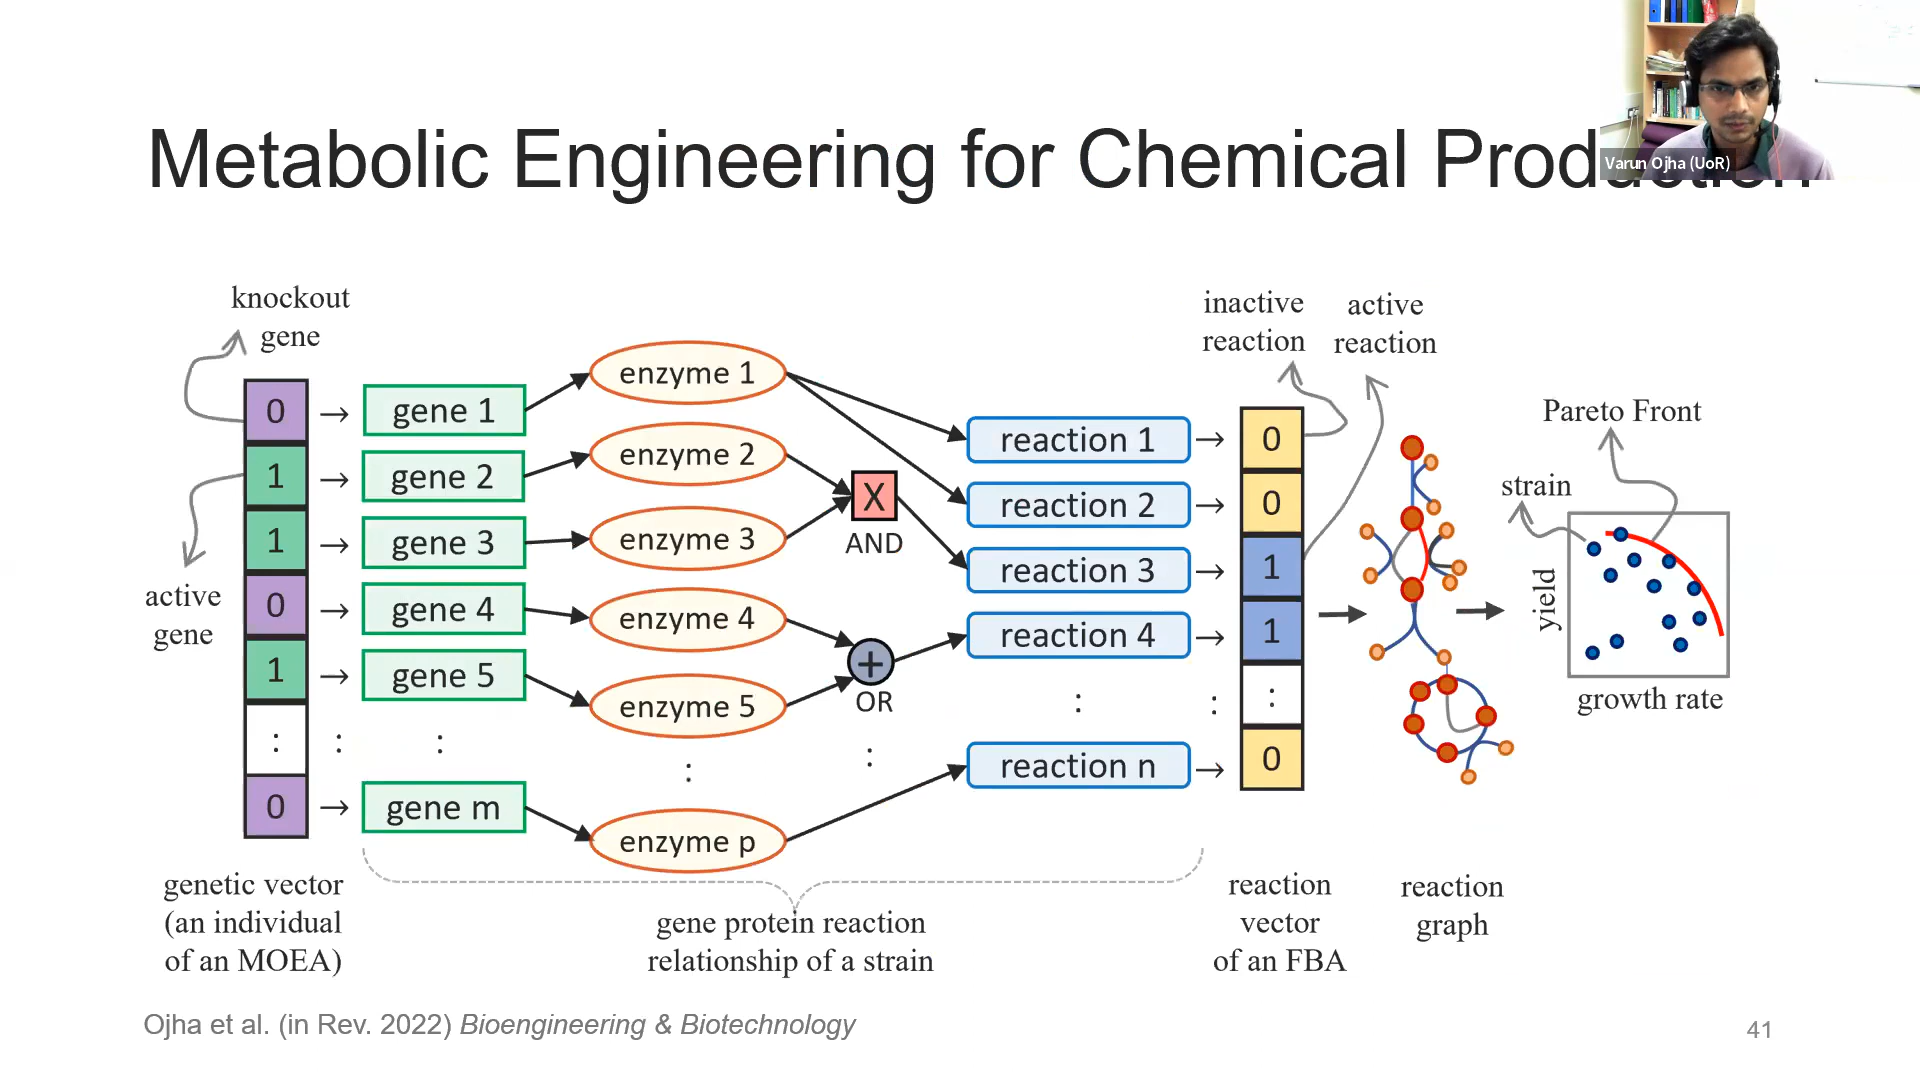 Metabolic Engineering for Chemical Production
Varun Ojha (UoR)
knockout
gene
active
gene
0
1
1
0
1
:
0
→
→
→
→
→
:
→
gene 1
gene 2
gene 3
gene 4
gene 5
:
gene m
enzyme 1
enzyme 2
enzyme 3
enzyme 4
enzyme 5
:
enzyme p
X
AND
+
OR
:
reaction 1
reaction 2
reaction 3
reaction 4
:
reaction n
→
→
→
→
:
→
inactive
reaction
active
reaction
0
0
1
1
:
0
Pareto Front
strain
yield
growth rate
genetic vector
(an individual
of an MOEA)
gene protein reaction
relationship of a strain
reaction
vector
of an FBA
reaction
graph
Ojha et al. (in Rev. 2022) Bioengineering & Biotechnology
41